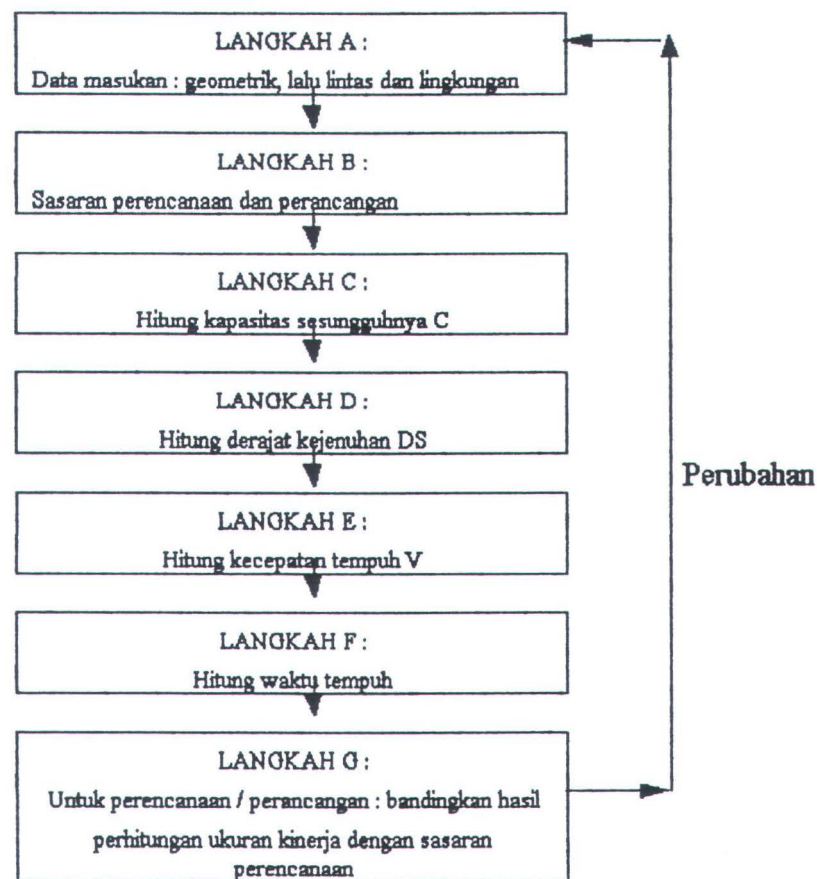 LANGKAH A :
Data masukan : geometrik, lalu lintas dan lingkungan
LANGKAH B :
Sasaran perencanaan dan perancangan
LANGKAH C :
Hitung kapasitas sesungguhnya C
LANGKAH D :
Hitung derajat kejenuhan DS
LANGKAH E :
Hitung kecepatan tempuh V
LANGKAH F :
Hitung waktu tempuh
LANGKAH G :
Untuk perencanaan / perancangan : bandingkan hasil
perhitungan ukuran kinerja dengan sasaran
perencanaan
Perubahan